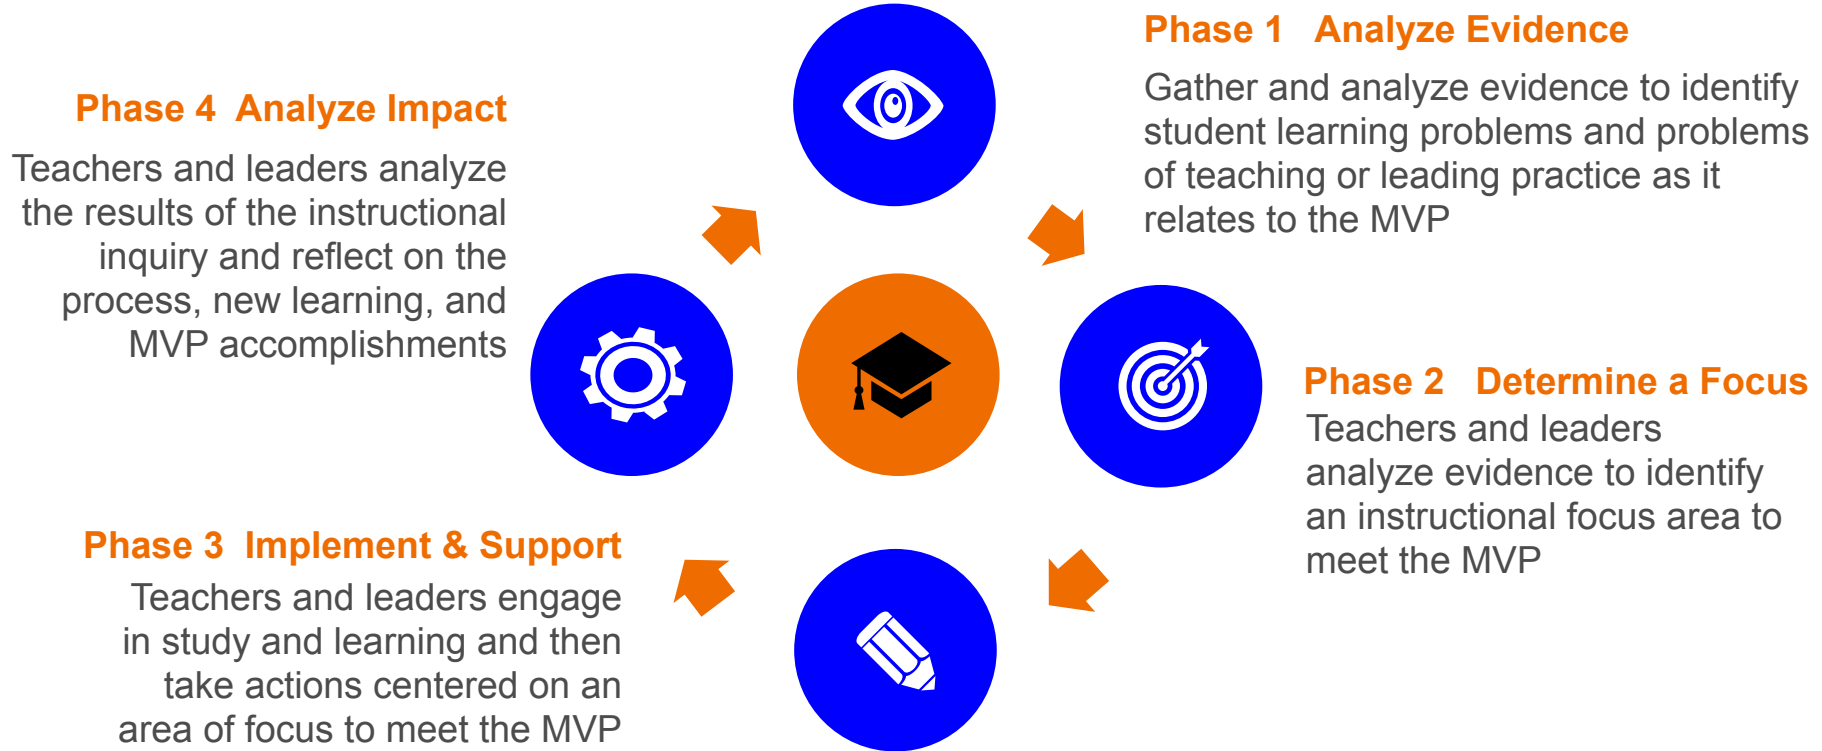 Phase 1 Analyze Evidence
Gather and analyze evidence to identify
student learning problems and problems
of teaching or leading practice as it
relates to the MVP
Phase 2 Determine a Focus
Teachers and leaders
analyze evidence to identify
an instructional focus area to
meet the MVP
Phase 3 Implement & Support
Teachers and leaders engage
in study and learning and then
take actions centered on an
area of focus to meet the MVP
Phase 4 Analyze Impact
Teachers and leaders analyze
the results of the instructional
inquiry and reflect on the
process, new learning, and
MVP accomplishments